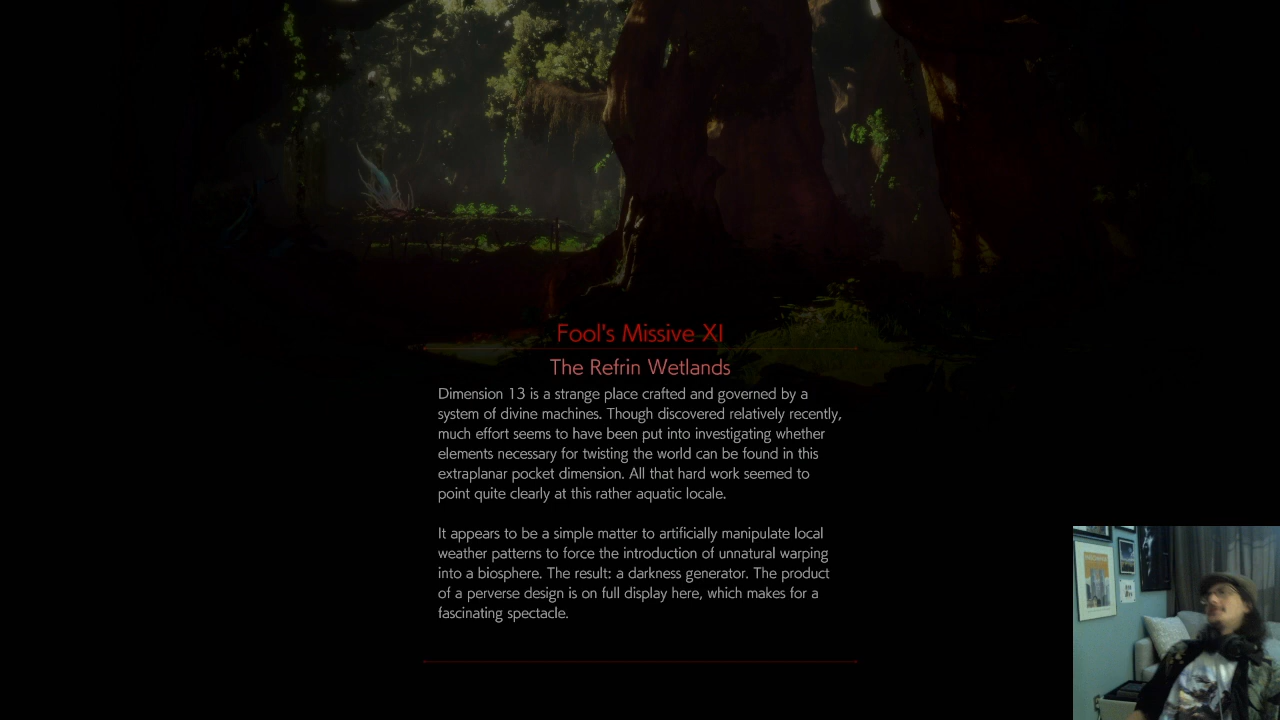 Fool's Missive XI
The Refrin Wetlands
Dimension 13 is a strange place crafted and governed by a
system of divine machines. Though discovered relatively recently,
much effort seems to have been put into investigating whether
elements necessary for twisting the world can be found in this
extraplanar pocket dimension. All that hard work seemed to
point quite clearly at this rather aquatic locale.
It appears to be a simple matter to artificially manipulate local
weather patterns to force the introduction of unnatural warping
into a biosphere. The result: a darkness generator. The product
of a perverse design is on full display here, which makes for a
fascinating spectacle.